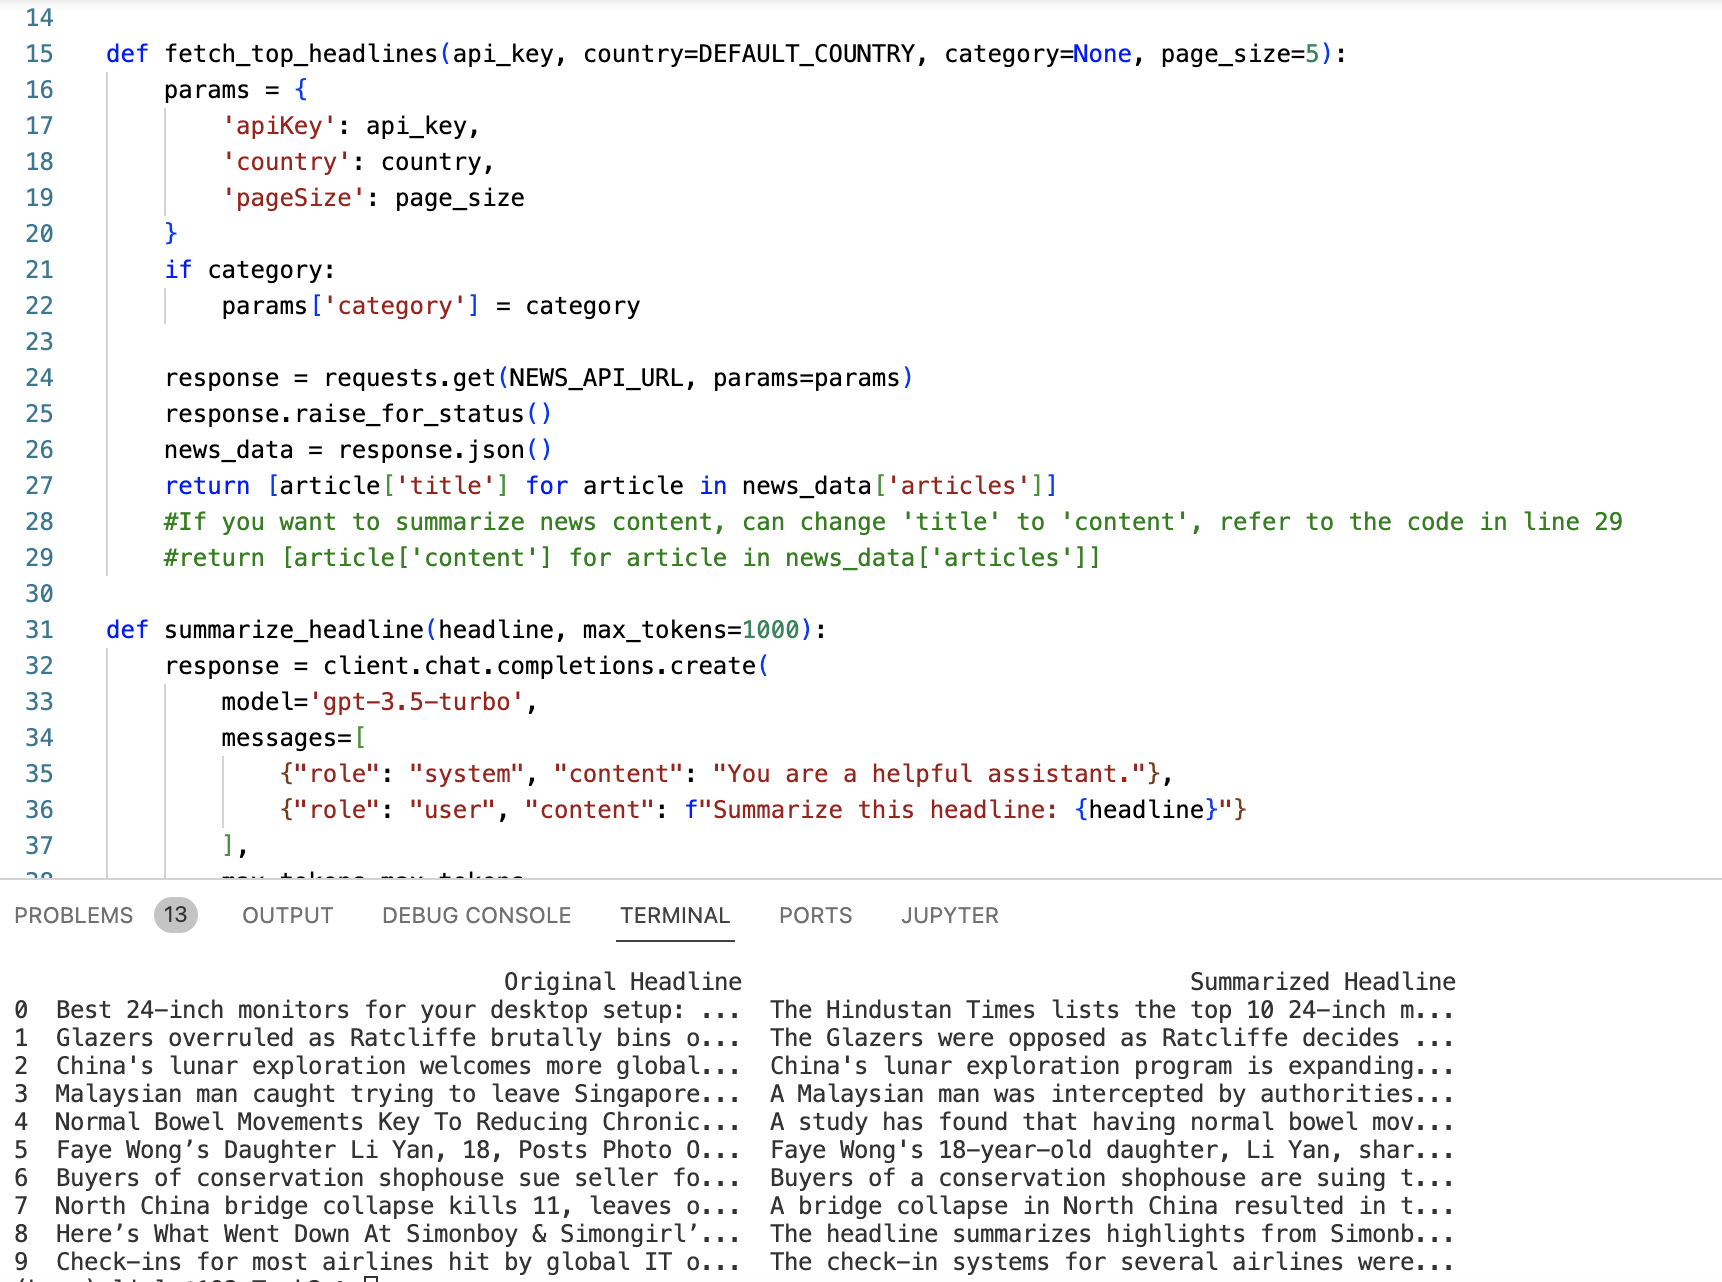 14
15 def fetch_top_headlines(api_key, country=DEFAULT_COUNTRY, category=None, page_size=5):
16 params = {
17 'apiKey': api_key,
18 'country': country,
19 'pageSize': page_size
20 }
21 if category:
22 params['category'] = category
23
24 response = requests.get(NEWS_API_URL, params=params)
25 response.raise_for_status()
26 news_data = response.json()
27 return [article['title'] for article in news_data['articles']]
28 #If you want to summarize news content, can change 'title' to 'content', refer to the code in line 29
29 #return [article['content'] for article in news_data['articles']]
30
31 def summarize_headline(headline, max_tokens=1000):
32 response = client.chat.completions.create(
33 model='gpt-3.5-turbo',
34 messages=[
35 {"role": "system", "content": "You are a helpful assistant."},
36 {"role": "user", "content": f"Summarize this headline: {headline}"}
37 ],
PROBLEMS 13 OUTPUT DEBUG CONSOLE TERMINAL PORTS JUPYTER
Original Headline Summarized Headline
0 Best 24-inch monitors for your desktop setup: ... The Hindustan Times lists the top 10 24-inch m...
1 Glazers overruled as Ratcliffe brutally bins o... The Glazers were opposed as Ratcliffe decides ...
2 China's lunar exploration welcomes more global... China's lunar exploration program is expanding...
3 Malaysian man caught trying to leave Singapore... A Malaysian man was intercepted by authorities...
4 Normal Bowel Movements Key To Reducing Chronic... A study has found that having normal bowel mov...
5 Faye Wong’s Daughter Li Yan, 18, Posts Photo O... Faye Wong's 18-year-old daughter, Li Yan, shar...
6 Buyers of conservation shophouse sue seller fo... Buyers of a conservation shophouse are suing t...
7 North China bridge collapse kills 11, leaves o... A bridge collapse in North China resulted in t...
8 Here’s What Went Down At Simonboy & Simongirl’... The headline summarizes highlights from Simonb...
9 Check-ins for most airlines hit by global IT o... The check-in systems for several airlines were...